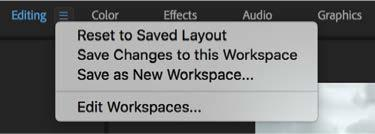 Editing Color Effects Audio Graphics
Reset to Saved Layout
Save Changes to this Workspace
Save as New Workspace...
Edit Workspaces...